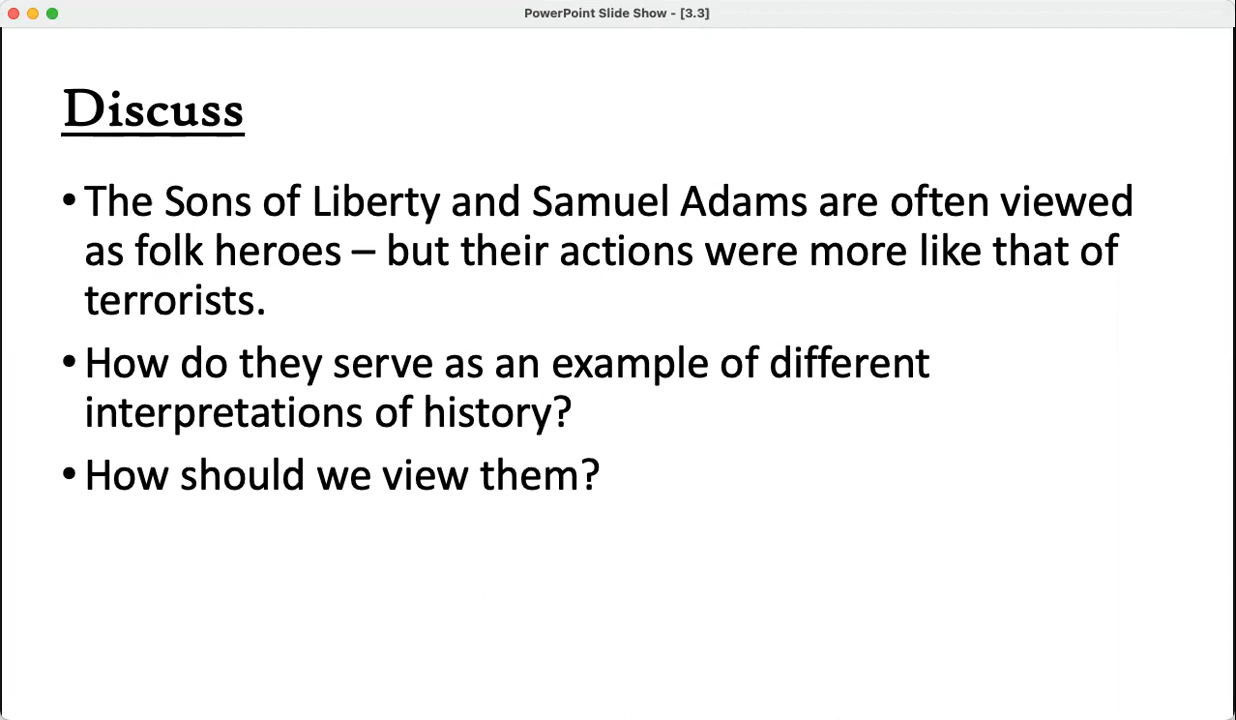 PowerPoint Slide Show - [3.3]
Discuss
• The Sons of Liberty and Samuel Adams are often viewed
as folk heroes – but their actions were more like that of
terrorists.
• How do they serve as an example of different
interpretations of history?
• How should we view them?